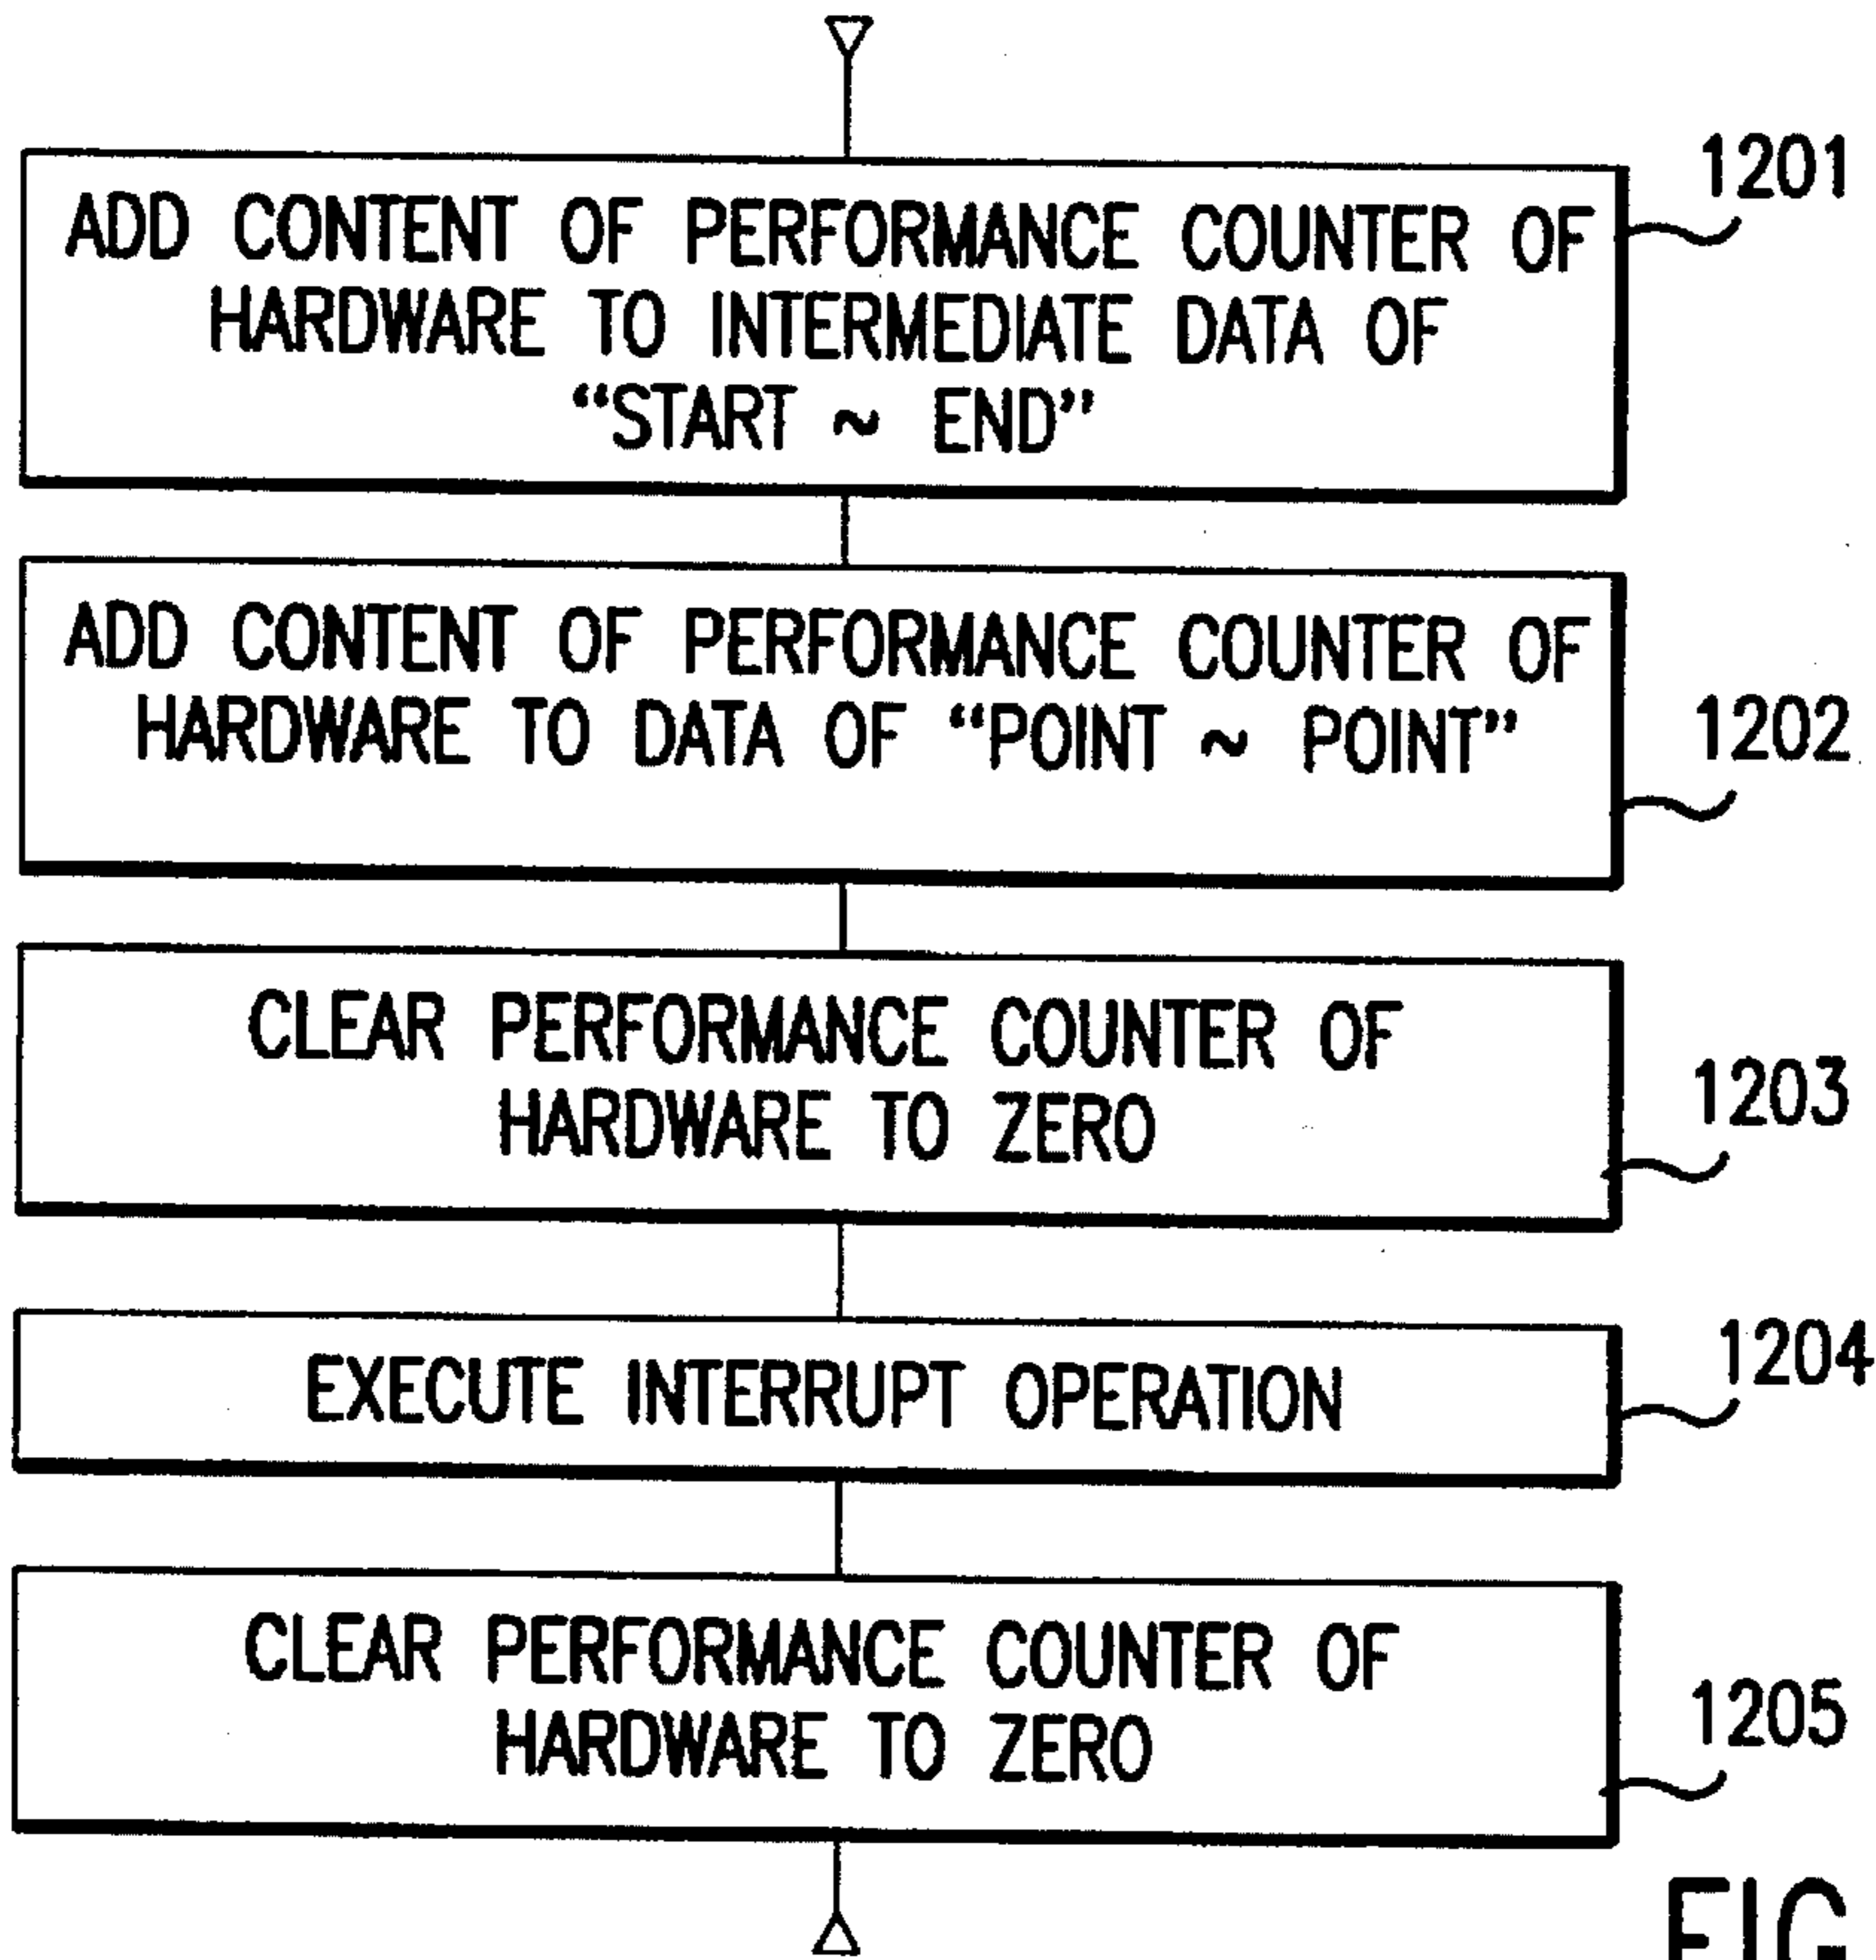 1201
ADD CONTENT OF PERFORMANCE COUNTER OF
HARDWARE TO INTERMEDIATE DATA OF
“START ~ END”
ADD CONTENT OF PERFORMANCE COUNTER OF
HARDWARE TO DATA OF “POINT ~ POINT”
1202
CLEAR PERFORMANCE COUNTER OF
HARDWARE TO ZERO
1203
EXECUTE INTERRUPT OPERATION
1204
CLEAR PERFORMANCE COUNTER OF
HARDWARE TO ZERO
1205
FIG